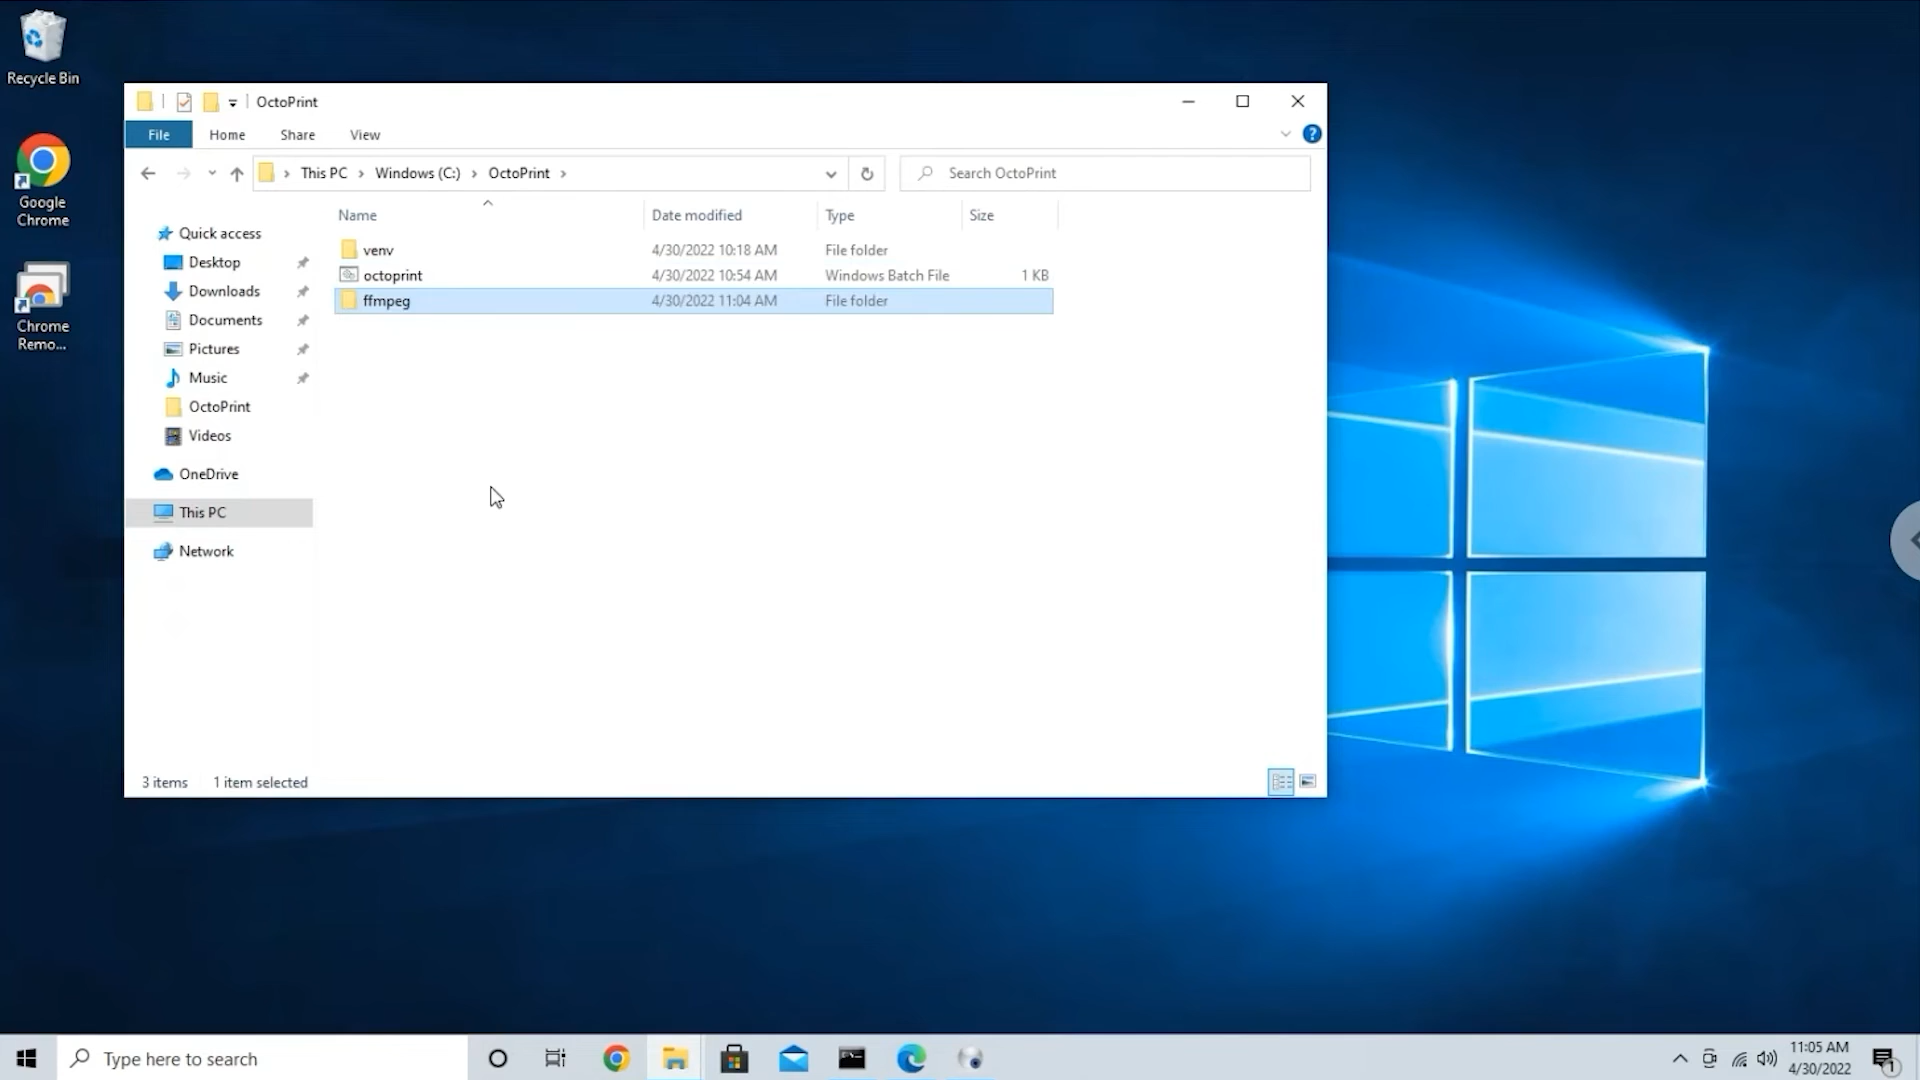 Recycle Bin
Google
Chrome
Chrome
Remo...
OctoPrint
File Home Share View
This PC Windows (C:) OctoPrint
Search OctoPrint
Name Date modified Type Size
venv 4/30/2022 10:18 AM File folder
octoprint 4/30/2022 10:54 AM Windows Batch File 1 KB
ffmpeg 4/30/2022 11:04 AM File folder
Quick access
Desktop
Downloads
Documents
Pictures
Music
OctoPrint
Videos
OneDrive
This PC
Network
3 items 1 item selected
Type here to search
11:05 AM
4/30/2022
1